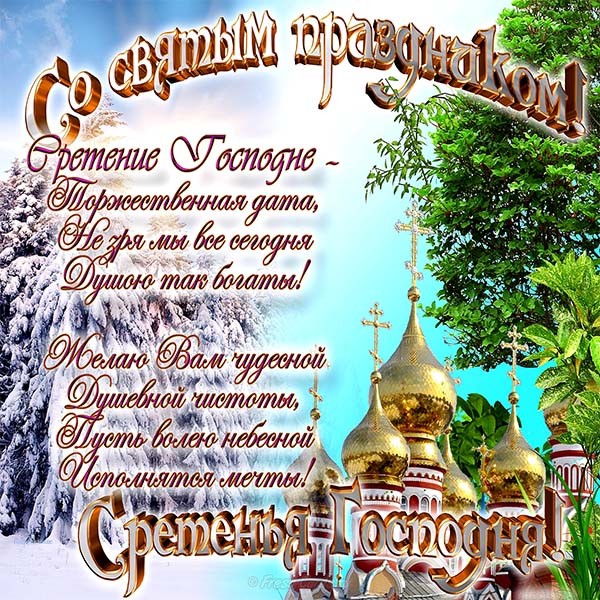 Со святым праздником!
Сретение Господне -
Торжественная дата,
Не зря мы все сегодня
Душою так богаты!
Желаю Вам чудесной
Душевной чистоты,
Пусть волею небесной
Исполнятся мечты!
Сретенья Господня!